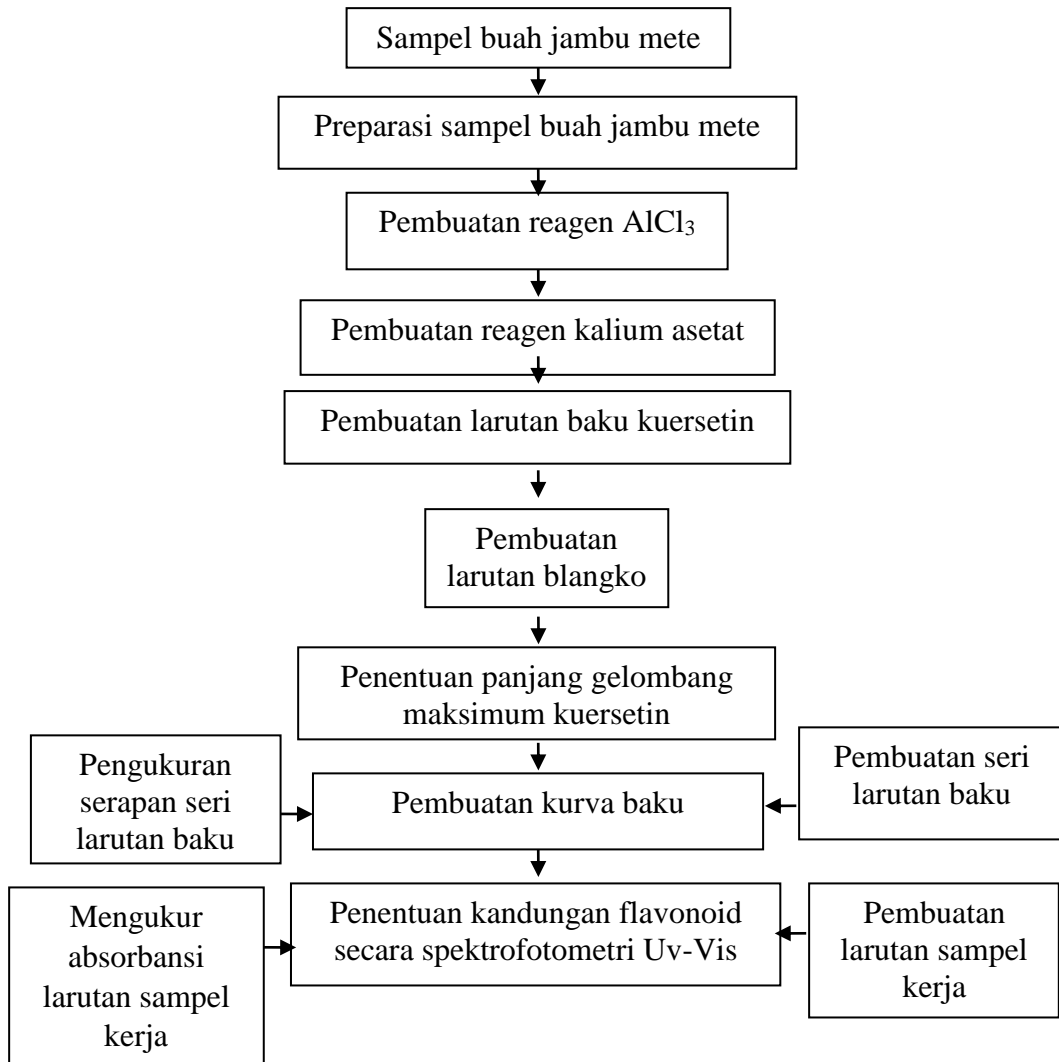 Sampel buah jambu mete
Preparasi sampel buah jambu mete
Pembuatan reagen AlCl₃
Pembuatan reagen kalium asetat
Pembuatan larutan baku kuersetin
Pembuatan
larutan blangko
Penentuan panjang gelombang
maksimum kuersetin
Pengukuran
serapan seri
larutan baku
Pembuatan kurva baku
Pembuatan seri
larutan baku
Mengukur
absorbansi
larutan sampel
kerja
Penentuan kandungan flavonoid
secara spektrofotometri Uv-Vis
Pembuatan
larutan sampel
kerja